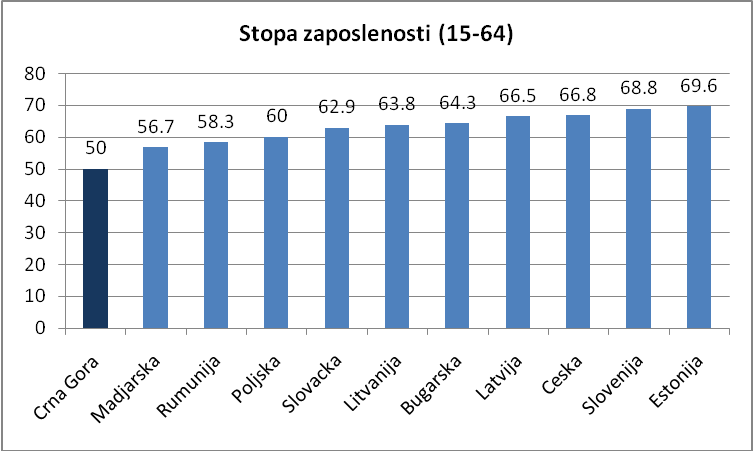 Stopa zaposlenosti (15-64)
80
70
60
50
40
30
20
10
0
50
56.7
58.3
60
62.9
63.8
64.3
66.5
66.8
68.8
69.6
Crna Gora
Madjarska
Rumunija
Poljska
Slovacka
Litvanija
Bugarska
Latvija
Ceska
Slovenija
Estonija